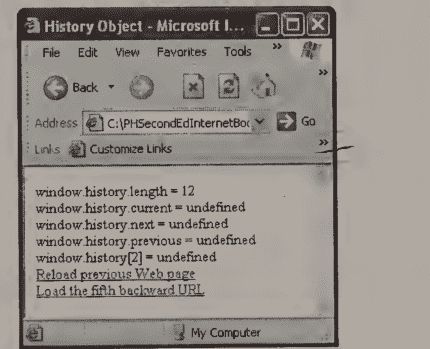 History Object - Microsoft I...
File Edit View Favorites Tools »
Back »
Address C:\PHSecondEdInternetBoo Go
Links Customize Links »
window.history.length = 12
window.history.current = undefined
window.history.next = undefined
window.history.previous = undefined
window.history[2] = undefined
Reload previous Web page
Load the fifth backward URL
My Computer